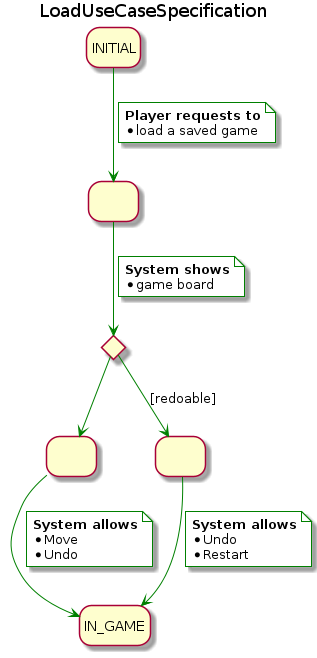 LoadUseCaseSpecification
INITIAL
Player requests to
• load a saved game
System shows
• game board
[redoable]
System allows
• Move
• Undo
System allows
• Undo
• Restart
IN_GAME